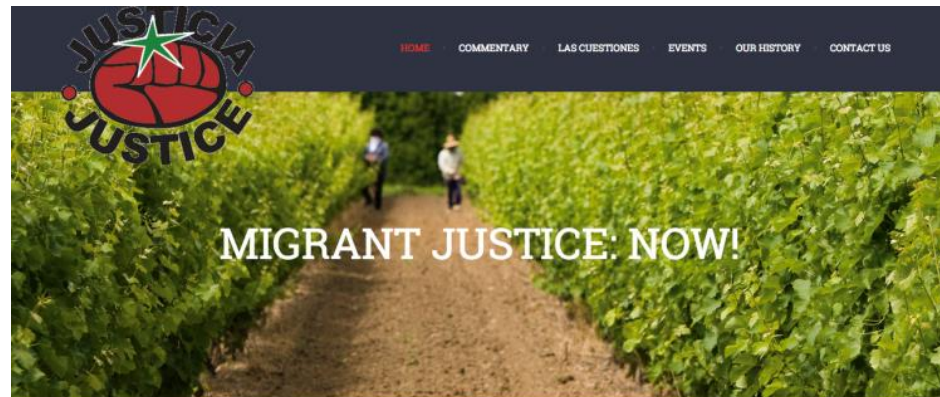 JUSTICIA
JUSTICE
HOME COMMENTARY LAS CUESTIONES EVENTS OUR HISTORY CONTACT US
MIGRANT JUSTICE: NOW!